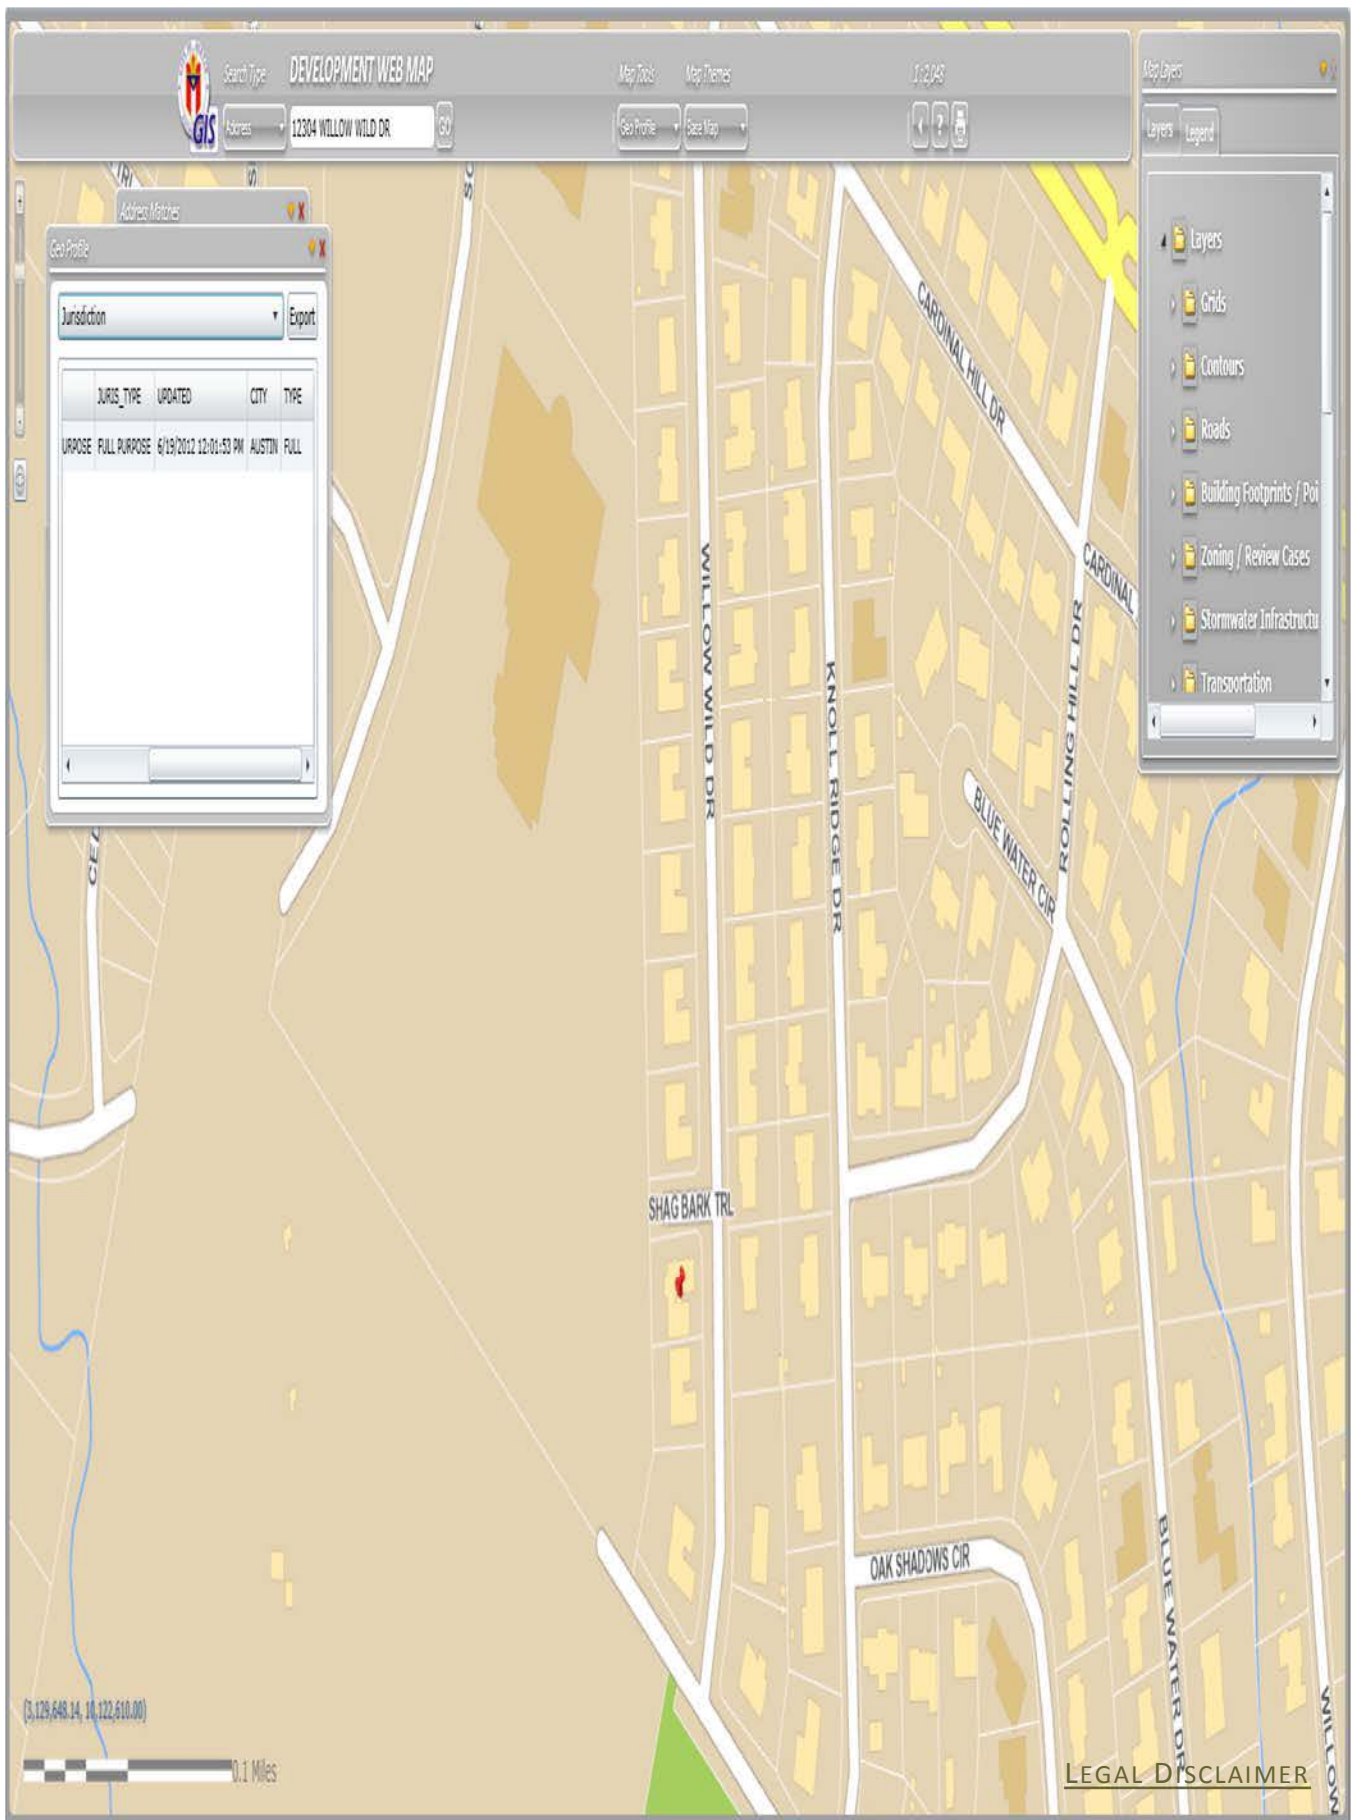 Search Type
DEVELOPMENT WEB MAP
Map Tools
Map Themes
Address
12304 WILLOW WILD DR
GO
Geo Profile
Base Map
?
GIS
Map Layers
Layers
Legend
Layers
Grids
Contours
Roads
Building Footprints / Poi
Zoning / Review Cases
Stormwater Infrastructu
Transportation
Address Matches
Geo Profile
Jurisdiction
Export
JURIS_TYPE UPDATED CITY TYPE
URPOSE FULL PURPOSE 6/19/2012 12:01:53 PM AUSTIN FULL
CARDINAL HILL DR
CARDINAL
WILLOW WILD DR
KNOLL RIDGE DR
ROLLING HILL DR
BLUE WATER CIR
SHAG BARK TRL
OAK SHADOWS CIR
BLUE WATER DR
WILLOW
(3,129,648.14, 10,122,610.00)
0.1 Miles
LEGAL DISCLAIMER